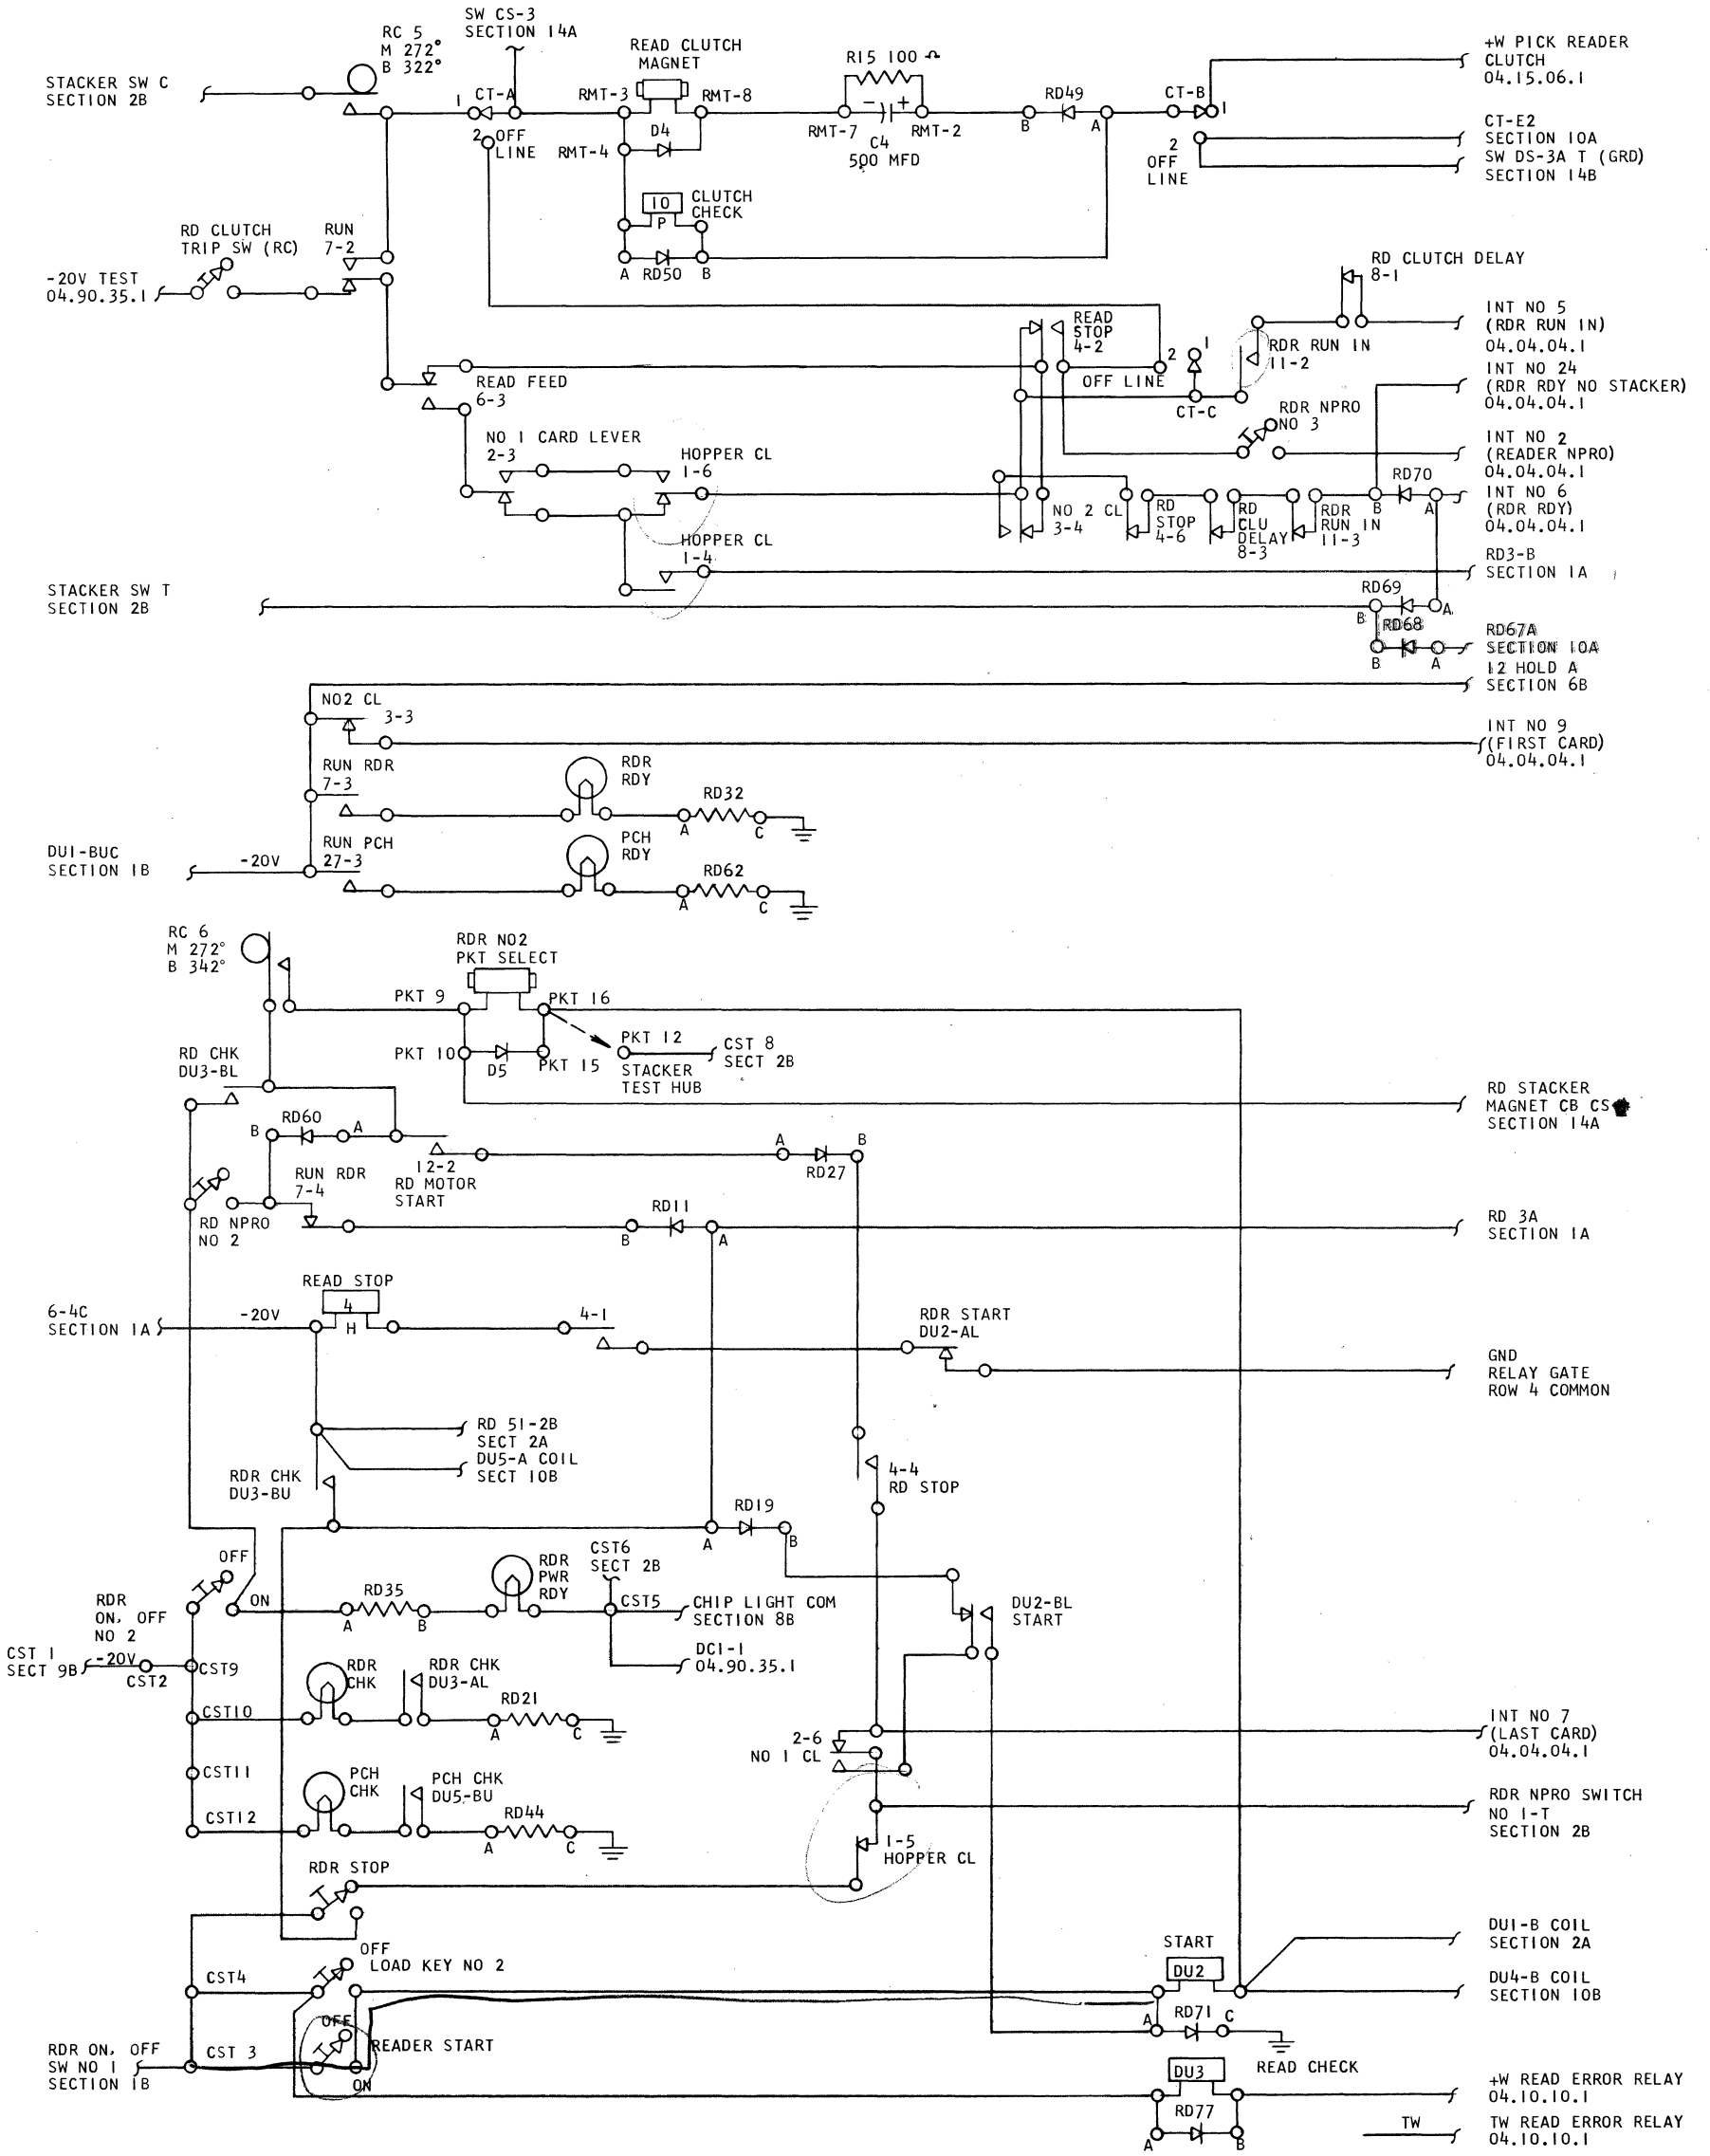 SW CS-3
SECTION 14A
RC 5
M 272°
B 322°
STACKER SW C
SECTION 2B
1
CT-A
2
OFF
LINE
READ CLUTCH
MAGNET
RMT-3
RMT-8
D4
RMT-4
R15 100 Ω
RMT-7
RMT-2
C4
500 MFD
B
RD49
A
CT-B
1
2
OFF
LINE
+W PICK READER
CLUTCH
04.15.06.1
CT-E2
SECTION 10A
SW DS-3A T (GRD)
SECTION 14B
10
P
CLUTCH
CHECK
A
RD50
B
RD CLUTCH
TRIP SW (RC)
RUN
7-2
-20V TEST
04.90.35.1
RD CLUTCH DELAY
8-1
INT NO 5
(RDR RUN IN)
04.04.04.1
READ
STOP
4-2
2
1
OFF LINE
CT-C
RDR RUN IN
11-2
INT NO 24
(RDR RDY NO STACKER)
04.04.04.1
READ FEED
6-3
RDR NPRO
NO 3
INT NO 2
(READER NPRO)
04.04.04.1
NO 1 CARD LEVER
2-3
HOPPER CL
1-6
NO 2 CL
3-4
RD
STOP
4-6
RD
CLU
DELAY
8-3
RDR
RUN IN
11-3
B
RD70
A
INT NO 6
(RDR RDY)
04.04.04.1
HOPPER CL
1-4
RD3-B
SECTION 1A
STACKER SW T
SECTION 2B
RD69
B
A
RD68
B
A
RD67A
SECTION 10A
12 HOLD A
SECTION 6B
NO2 CL
3-3
INT NO 9
(FIRST CARD)
04.04.04.1
RUN RDR
7-3
RDR
RDY
RD32
A
C
RUN PCH
27-3
PCH
RDY
RD62
A
C
DU1-BUC
SECTION 1B
-20V
RC 6
M 272°
B 342°
RDR NO2
PKT SELECT
PKT 9
PKT 16
PKT 10
D5
PKT 15
PKT 12
STACKER
TEST HUB
CST 8
SECT 2B
RD CHK
DU3-BL
RD STACKER
MAGNET CB CS
SECTION 14A
B
RD60
A
12-2
RD MOTOR
START
A
RD27
B
RD NPRO
NO 2
RUN RDR
7-4
B
RD11
A
RD 3A
SECTION 1A
READ STOP
4
H
6-4C
SECTION 1A
-20V
4-1
RDR START
DU2-AL
GND
RELAY GATE
ROW 4 COMMON
RD 51-2B
SECT 2A
DU5-A COIL
SECT 10B
RDR CHK
DU3-BU
4-4
RD STOP
A
RD19
B
OFF
ON
RDR
ON, OFF
NO 2
RD35
A
B
RDR
PWR
RDY
CST6
SECT 2B
CST5
CHIP LIGHT COM
SECTION 8B
DC1-1
04.90.35.1
DU2-BL
START
CST 1
SECT 9B
-20V
CST2
CST9
CST10
RDR
CHK
RDR CHK
DU3-AL
RD21
A
C
2-6
NO 1 CL
INT NO 7
(LAST CARD)
04.04.04.1
CST11
PCH
CHK
PCH CHK
DU5-BU
CST12
RD44
A
C
RDR NPRO SWITCH
NO 1-T
SECTION 2B
1-5
HOPPER CL
RDR STOP
OFF
LOAD KEY NO 2
CST4
START
DU2
DU1-B COIL
SECTION 2A
DU4-B COIL
SECTION 10B
A
RD71
C
OFF
READER START
CST 3
ON
RDR ON, OFF
SW NO 1
SECTION 1B
DU3
READ CHECK
RD77
A
B
+W READ ERROR RELAY
04.10.10.1
TW
TW READ ERROR RELAY
04.10.10.1